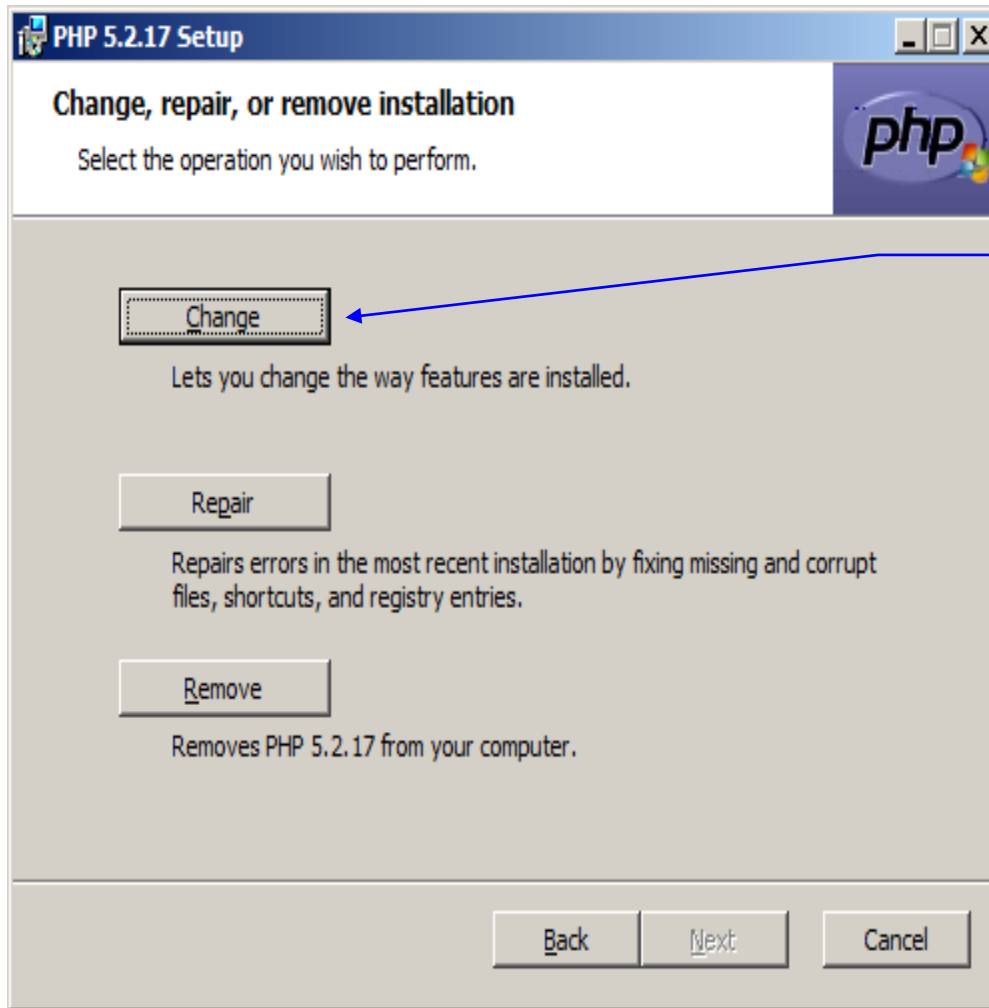 PHP 5.2.17 Setup
Change, repair, or remove installation
Select the operation you wish to perform.
php
Change
Lets you change the way features are installed.
Repair
Repairs errors in the most recent installation by fixing missing and corrupt
files, shortcuts, and registry entries.
Remove
Removes PHP 5.2.17 from your computer.
Back Next Cancel